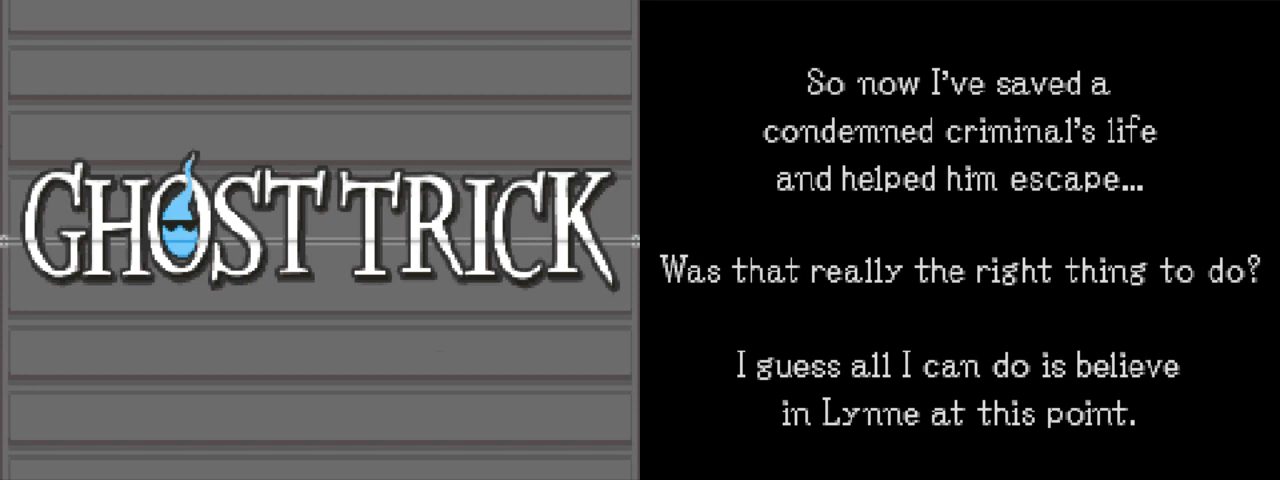 GHOST TRICK
So now I've saved a
condemned criminal's life
and helped him escape...
Was that really the right thing to do?
I guess all I can do is believe
in Lynne at this point.